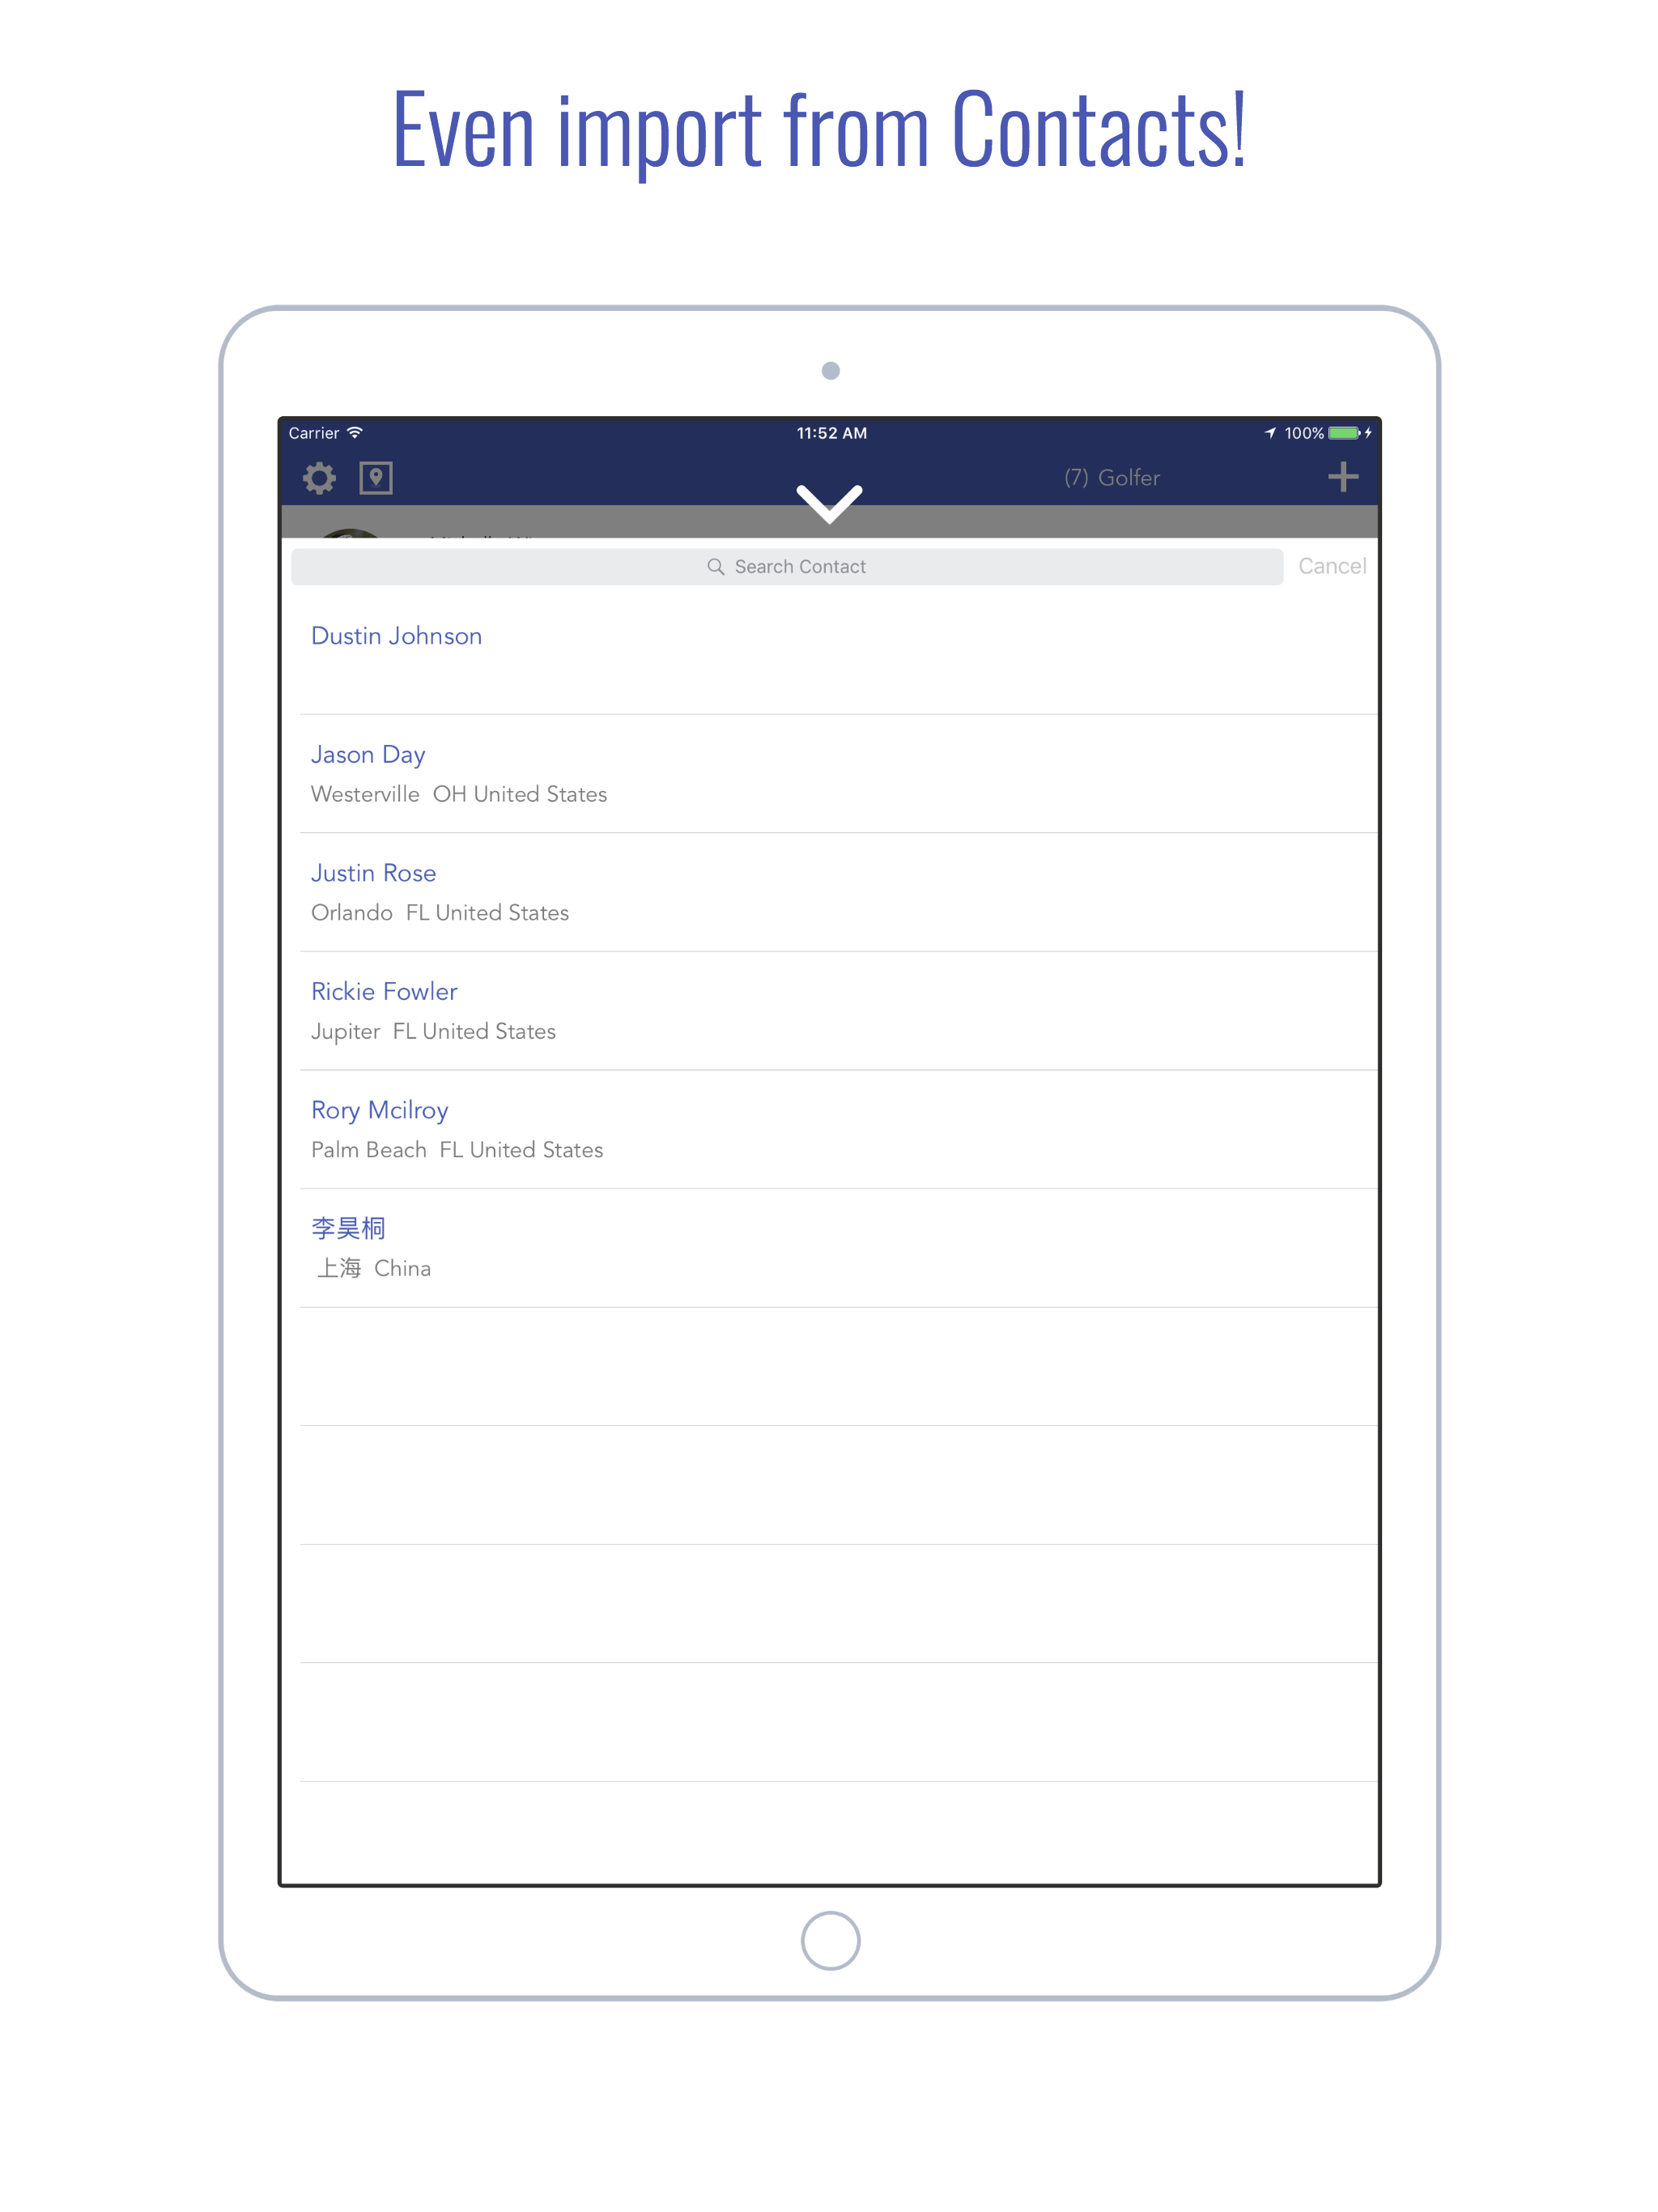 Even import from Contacts!
Carrier 11:52 AM 100%
(7) Golfer
Search Contact Cancel
Dustin Johnson
Jason Day
Westerville OH United States
Justin Rose
Orlando FL United States
Rickie Fowler
Jupiter FL United States
Rory Mcilroy
Palm Beach FL United States
李昊桐
上海 China